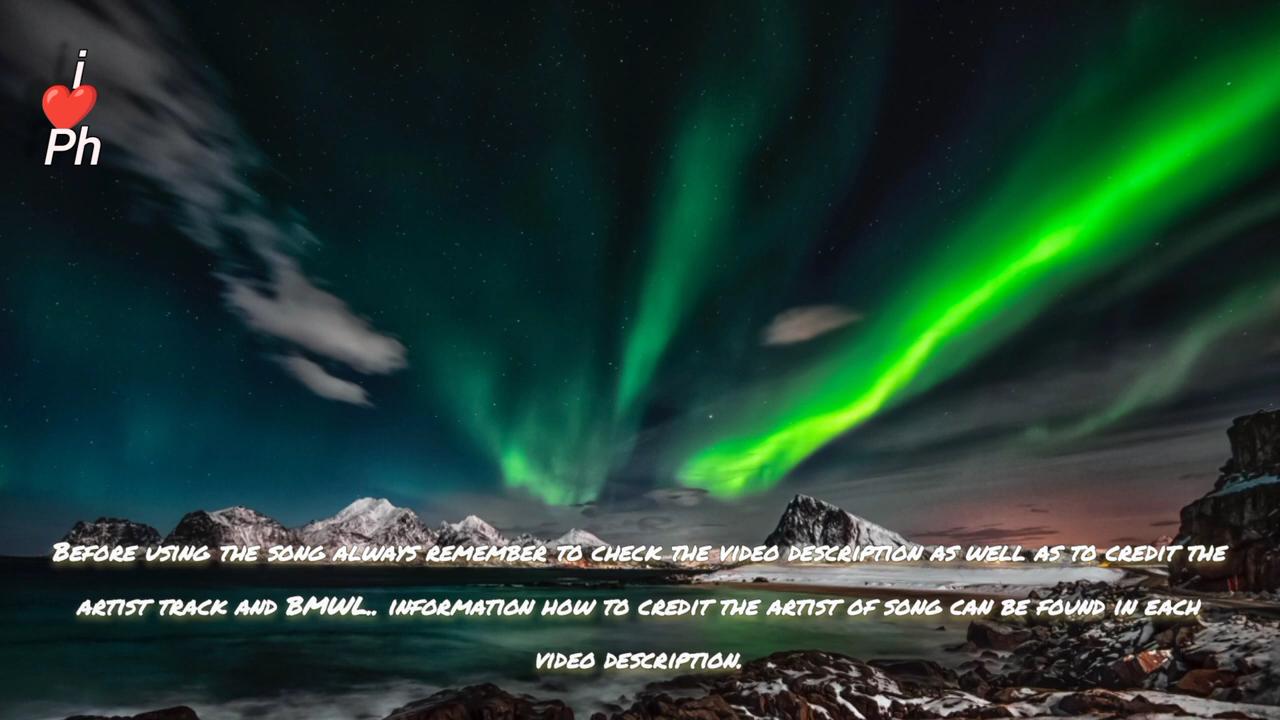 i
❤️
Ph
Before using the song always remember to check the video description as well as to credit the
artist track and BMWL.. information how to credit the artist of song can be found in each
video description.